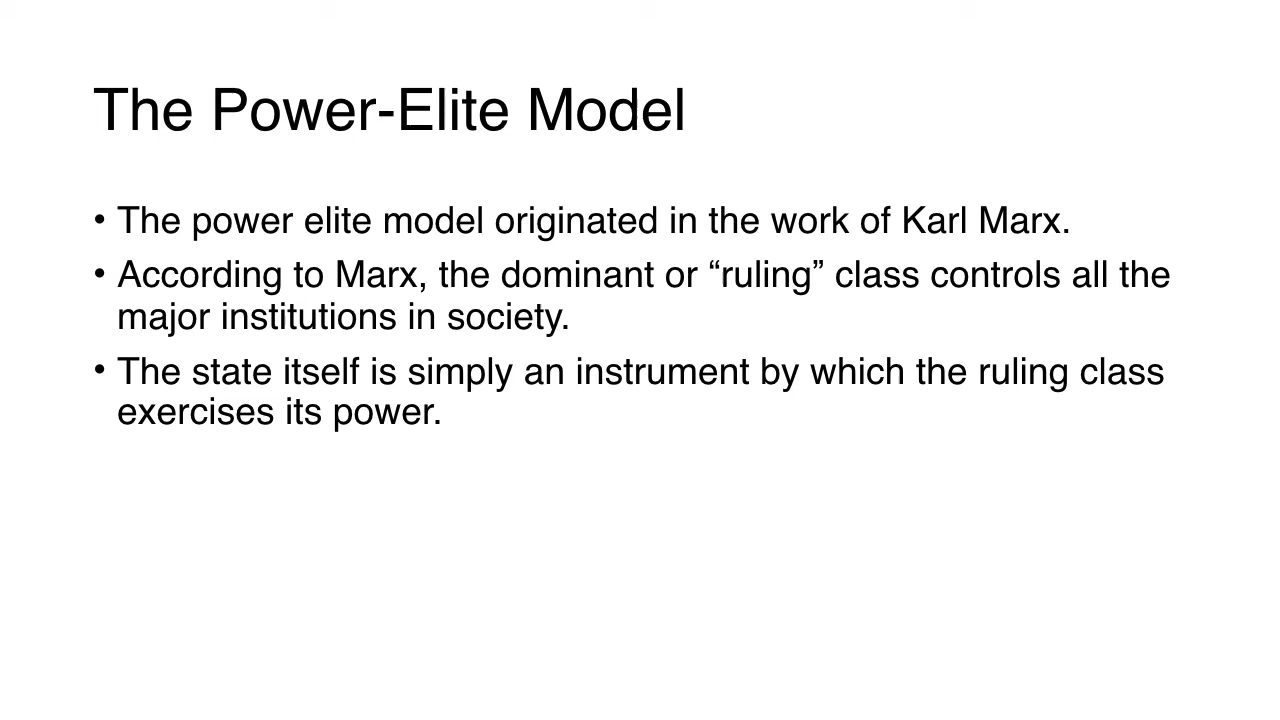 The Power-Elite Model
• The power elite model originated in the work of Karl Marx.
• According to Marx, the dominant or “ruling” class controls all the
major institutions in society.
• The state itself is simply an instrument by which the ruling class
exercises its power.